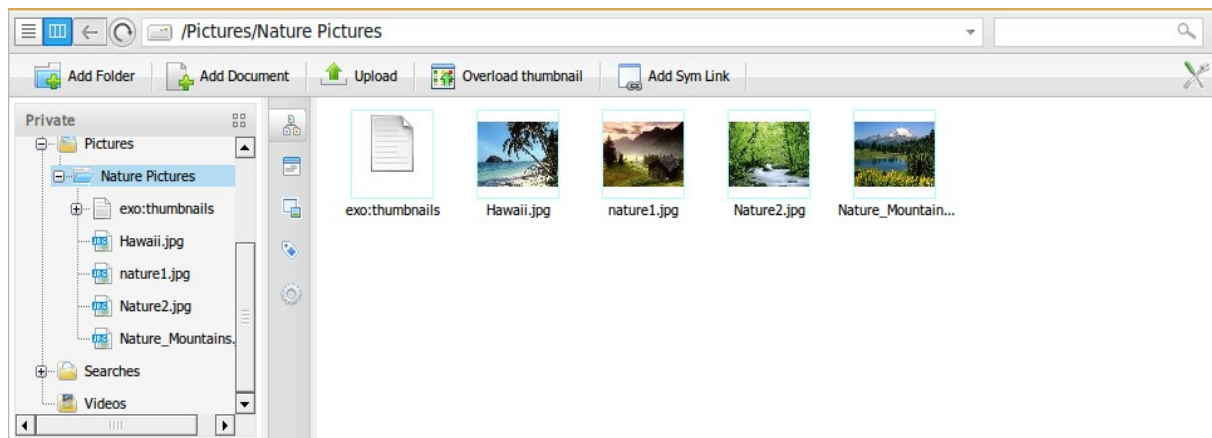 /Pictures/Nature Pictures
Add Folder Add Document Upload Overload thumbnail Add Sym Link
Private
Pictures
Nature Pictures
exo:thumbnails
Hawaii.jpg
nature1.jpg
Nature2.jpg
Nature_Mountains.
Searches
Videos
exo:thumbnails Hawaii.jpg nature1.jpg Nature2.jpg Nature_Mountain...